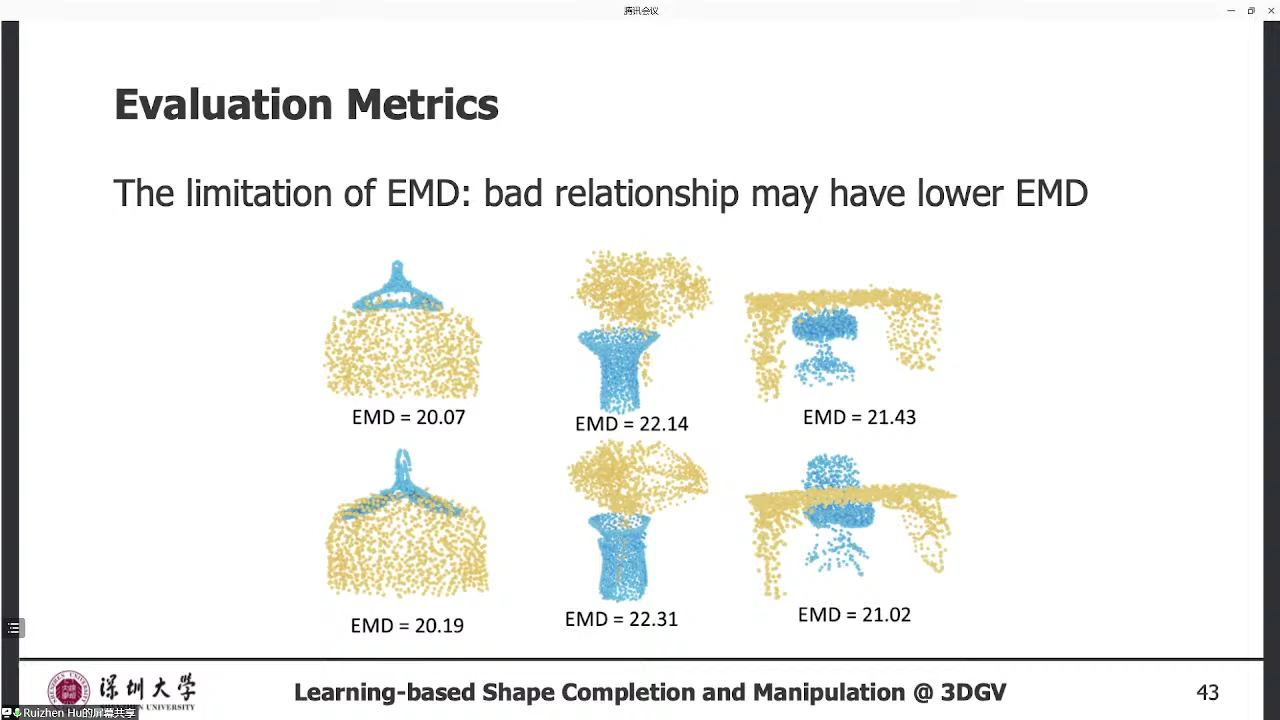 腾讯会议
Evaluation Metrics
The limitation of EMD: bad relationship may have lower EMD
EMD = 20.07
EMD = 22.14
EMD = 21.43
EMD = 20.19
EMD = 22.31
EMD = 21.02
深圳大学
UNIVERSITY
Learning-based Shape Completion and Manipulation @ 3DGV
43
Ruizhen Hu的屏幕共享